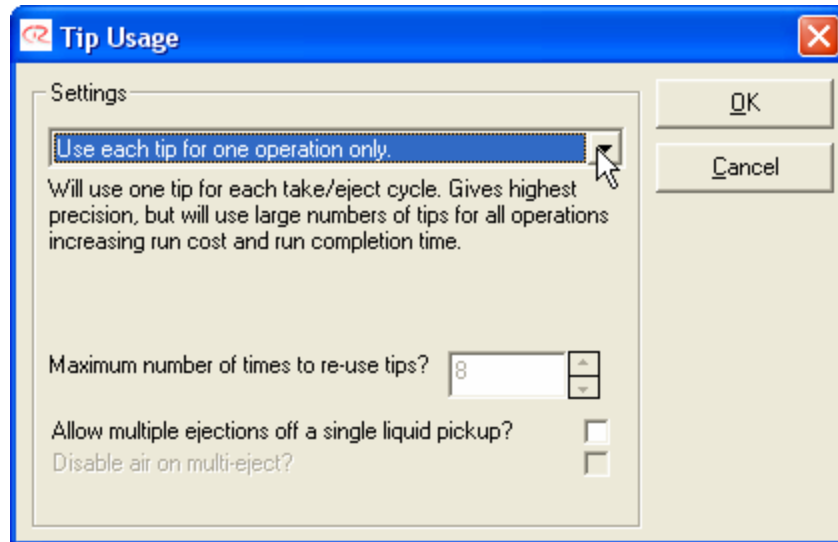 Tip Usage
Settings
Use each tip for one operation only.
Will use one tip for each take/eject cycle. Gives highest
precision, but will use large numbers of tips for all operations
increasing run cost and run completion time.
Maximum number of times to re-use tips? 8
Allow multiple ejections off a single liquid pickup?
Disable air on multi-eject?
OK
Cancel